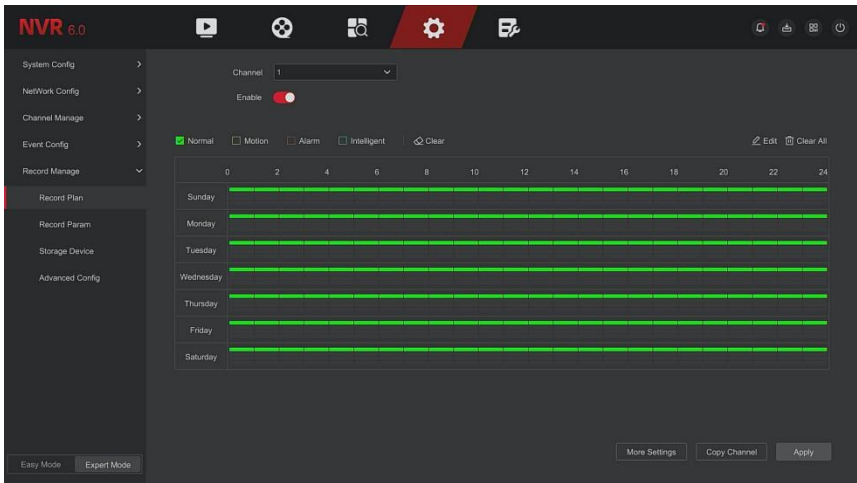 NVR 6.0
System Config
NetWork Config
Channel Manage
Event Config
Record Manage
Record Plan
Record Param
Storage Device
Advanced Config
Easy Mode Expert Mode
Channel 1
Enable
Normal Motion Alarm Intelligent Clear Edit Clear All
0 2 4 6 8 10 12 14 16 18 20 22 24
Sunday
Monday
Tuesday
Wednesday
Thursday
Friday
Saturday
More Settings Copy Channel Apply